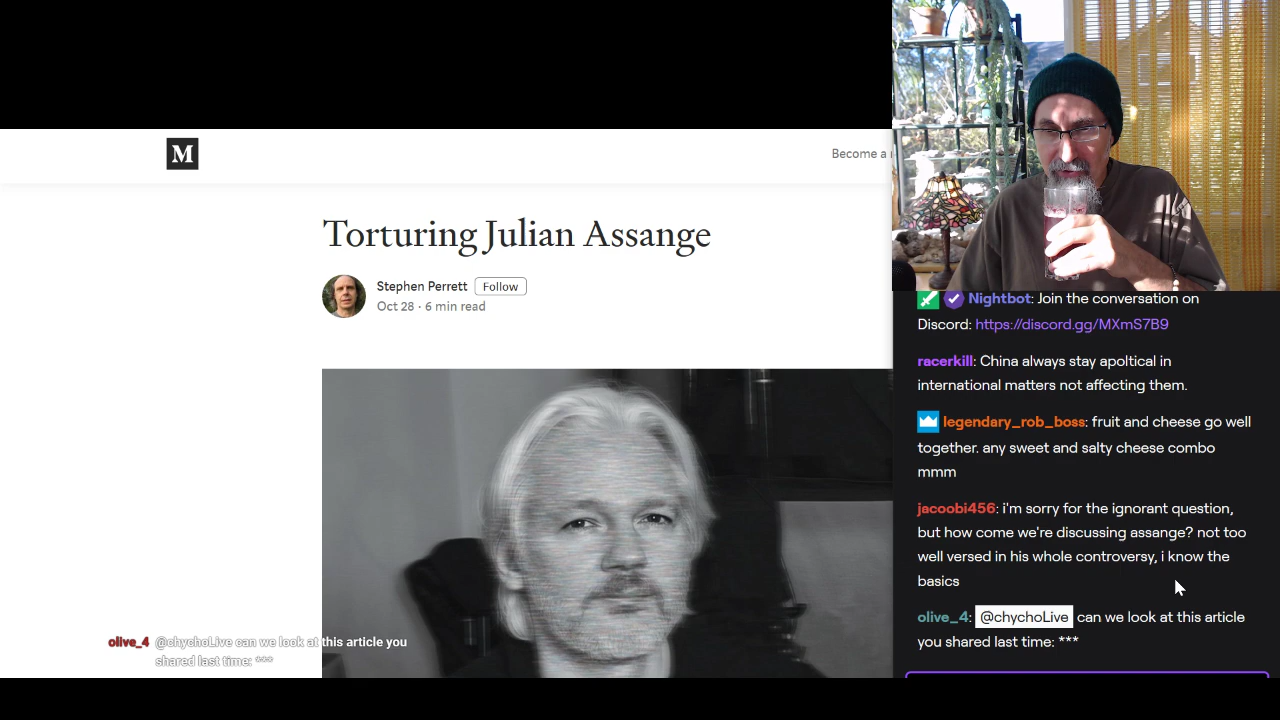 M
Become a
Torturing Julian Assange
Stephen Perrett Follow
Oct 28 · 6 min read
olive_4 @chychoLive can we look at this article you
shared last time: ***
Nightbot: Join the conversation on
Discord: https://discord.gg/MXmS7B9
racerkill: China always stay apoltical in
international matters not affecting them.
legendary_rob_boss: fruit and cheese go well
together. any sweet and salty cheese combo
mmm
jacoobi456: i'm sorry for the ignorant question,
but how come we're discussing assange? not too
well versed in his whole controversy, i know the
basics
olive_4: @chychoLive can we look at this article
you shared last time: ***